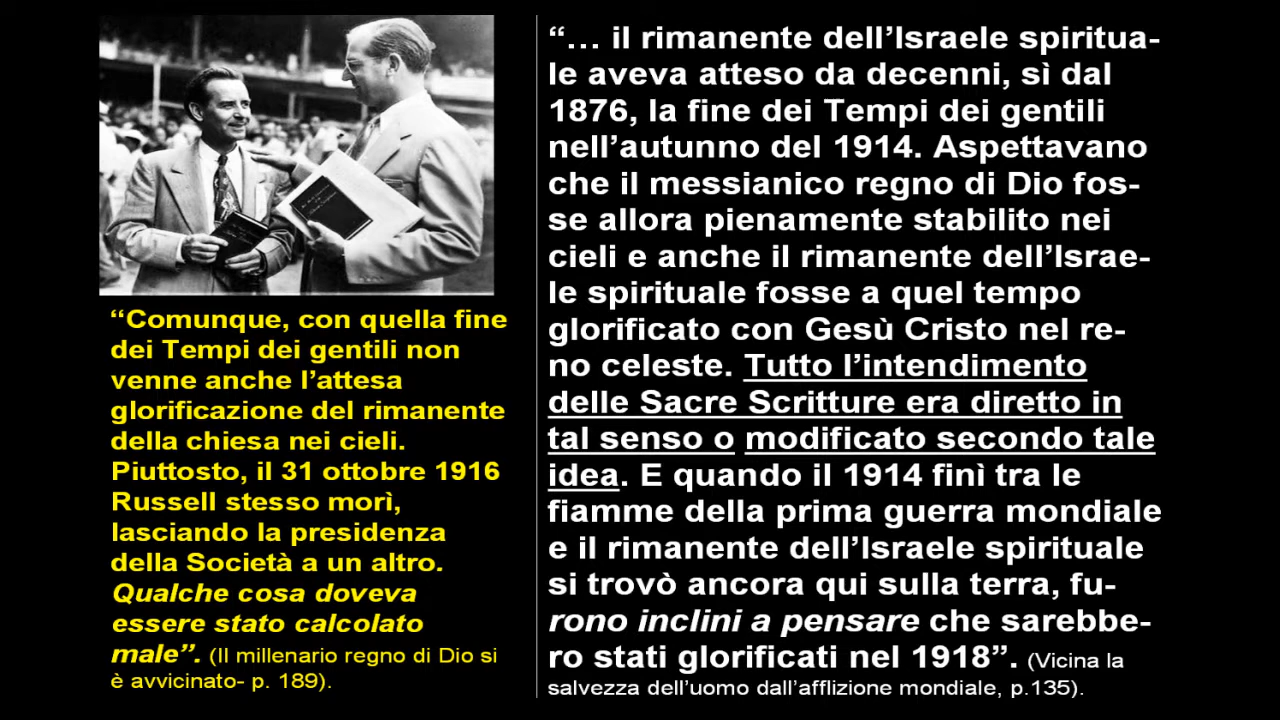 “Comunque, con quella fine
dei Tempi dei gentili non
venne anche l’attesa
glorificazione del rimanente
della chiesa nei cieli.
Piuttosto, il 31 ottobre 1916
Russell stesso morì,
lasciando la presidenza
della Società a un altro.
Qualche cosa doveva
essere stato calcolato
male”. (Il millenario regno di Dio si
è avvicinato- p. 189).
“… il rimanente dell’Israele spiritua-
le aveva atteso da decenni, sì dal
1876, la fine dei Tempi dei gentili
nell’autunno del 1914. Aspettavano
che il messianico regno di Dio fos-
se allora pienamente stabilito nei
cieli e anche il rimanente dell’Israe-
le spirituale fosse a quel tempo
glorificato con Gesù Cristo nel re-
no celeste. Tutto l’intendimento
delle Sacre Scritture era diretto in
tal senso o modificato secondo tale
idea. E quando il 1914 finì tra le
fiamme della prima guerra mondiale
e il rimanente dell’Israele spirituale
si trovò ancora qui sulla terra, fu-
rono inclini a pensare che sarebbe-
ro stati glorificati nel 1918”. (Vicina la
salvezza dell’uomo dall’afflizione mondiale, p.135).